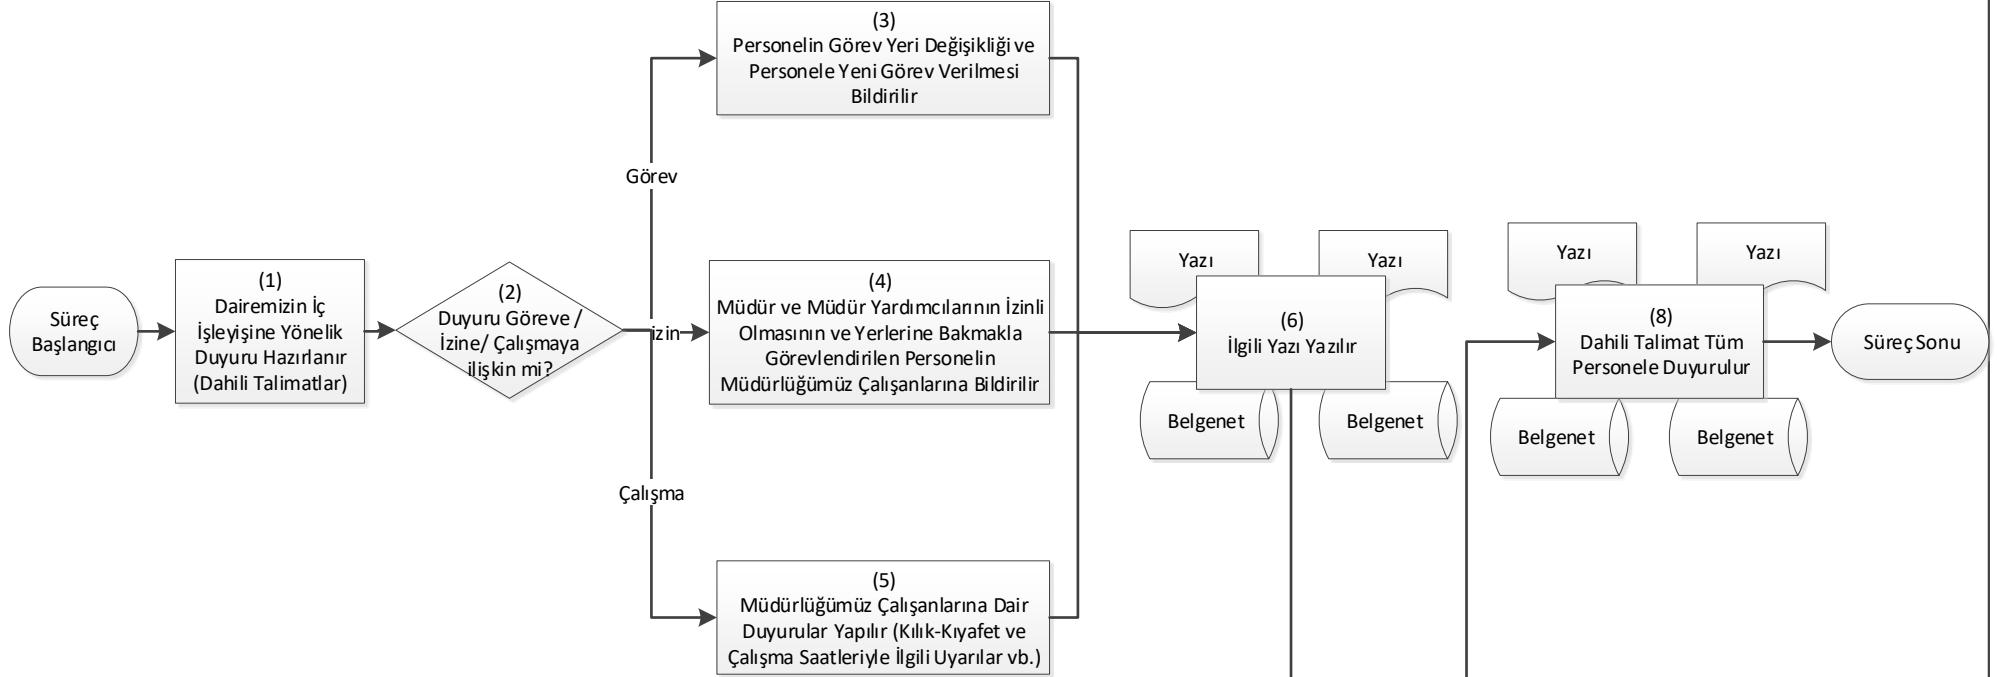 Süreç
Başlangıcı
(1)
Dairemizin İç
İşleyişine Yönelik
Duyuru Hazırlanır
(Dahili Talimatlar)
(2)
Duyuru Göreve /
İzine/ Çalışmaya
ilişkin mi?
Görev
izin
Çalışma
(3)
Personelin Görev Yeri Değişikliği ve
Personele Yeni Görev Verilmesi
Bildirilir
(4)
Müdür ve Müdür Yardımcılarının İzinli
Olmasının ve Yerlerine Bakmakla
Görevlendirilen Personelin
Müdürlüğümüz Çalışanlarına Bildirilir
(5)
Müdürlüğümüz Çalışanlarına Dair
Duyurular Yapılır (Kılık-Kıyafet ve
Çalışma Saatleriyle İlgili Uyarılar vb.)
Yazı
Yazı
(6)
İlgili Yazı Yazılır
Belgenet
Belgenet
Yazı
Yazı
(8)
Dahili Talimat Tüm
Personele Duyurulur
Belgenet
Belgenet
Süreç Sonu